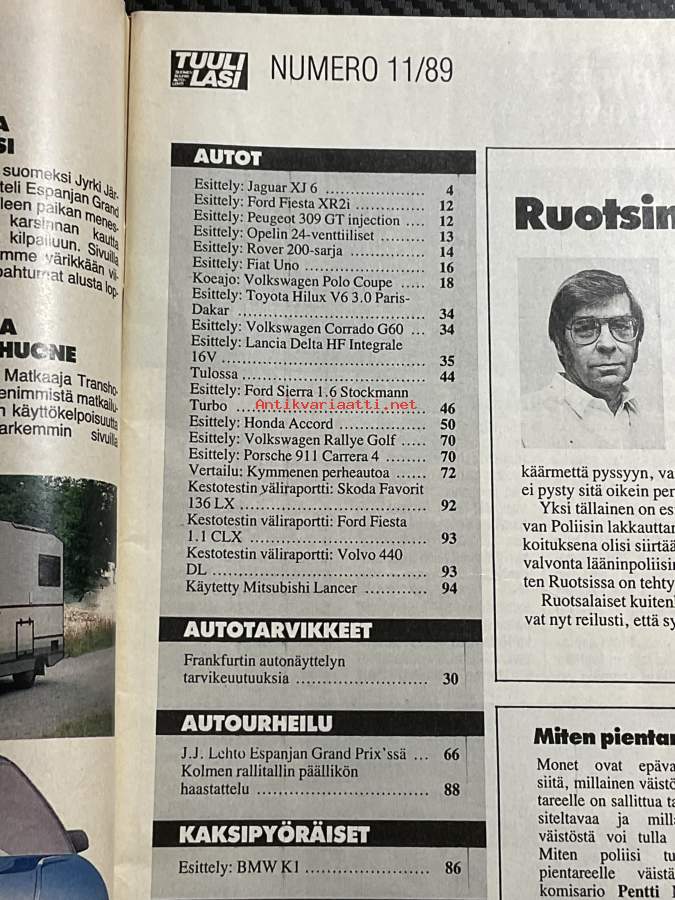 SI
suomeksi Jyrki Jär-
teli Espanjan Grand
lleen paikan menes-
karsinnan kautta
kilpailuun. Sivuilla
mme värikkään vii-
pahtumat alusta lop-
HUONE
Matkaaja Transho-
enimmistä matkailu-
n käyttökelpoisuutta
arkemmin sivuilla
TUULI
LASI
NUMERO 11/89
AUTOT
Esittely: Jaguar XJ 6 .................. 4
Esittely: Ford Fiesta XR2i ........... 12
Esittely: Peugeot 309 GT injection .... 12
Esittely: Opelin 24-venttiiliset ........ 13
Esittely: Rover 200-sarja .............. 14
Esittely: Fiat Uno ...................... 16
Koeajo: Volkswagen Polo Coupe ..... 18
Esittely: Toyota Hilux V6 3.0 Paris-
Dakar .................................. 34
Esittely: Volkswagen Corrado G60 ... 34
Esittely: Lancia Delta HF Integrale
16V ..................................... 35
Tulossa ................................. 44
Esittely: Ford Sierra 1.6 Stockmann
Turbo ................................... 46
Antikvariaatti.net
Esittely: Honda Accord ................ 50
Esittely: Volkswagen Rallye Golf ..... 70
Esittely: Porsche 911 Carrera 4 ....... 70
Vertailu: Kymmenen perheautoa ...... 72
Kestotestin väliraportti: Skoda Favorit
136 LX .................................. 92
Kestotestin väliraportti: Ford Fiesta
1.1 CLX ................................. 93
Kestotestin väliraportti: Volvo 440
DL ...................................... 93
Käytetty Mitsubishi Lancer ........... 94
AUTOTARVIKKEET
Frankfurtin autonäyttelyn
tarvikeuutuuksia ........................ 30
AUTOURHEILU
J.J. Lehto Espanjan Grand Prix'ssä ... 66
Kolmen rallitallin päällikön
haastattelu .............................. 88
KAKSIPYÖRÄISET
Esittely: BMW K1 ...................... 86
Ruotsin
käärmettä pyssyyn, va
ei pysty sitä oikein per
Yksi tällainen on es
van Poliisin lakkauttar
koituksena olisi siirtää
valvonta lääninpoliisin
ten Ruotsissa on tehty
Ruotsalaiset kuiten
vat nyt reilusti, että sy
Miten pientar
Monet ovat epäva
siitä, millainen väistö
tareelle on sallittua ta
siteltavaa ja mill
väistöstä voi tulla
Miten poliisi tu
pientareelle väistä
komisario Pentti